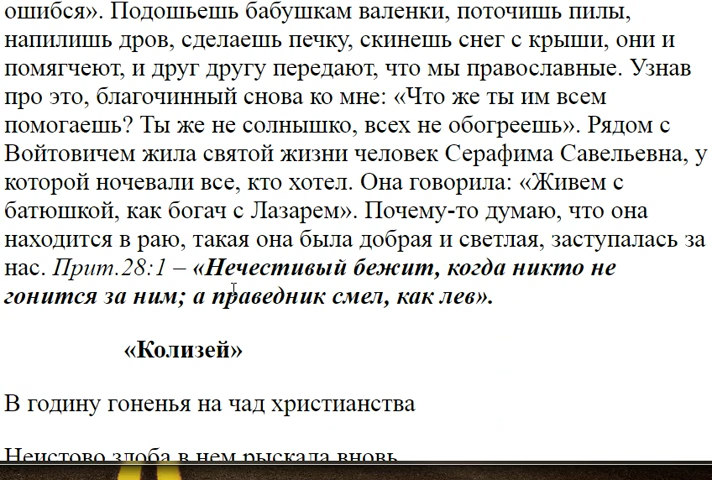 ошибся». Подошьешь бабушкам валенки, поточишь пилы,
напилишь дров, сделаешь печку, скинешь снег с крыши, они и
помягчеют, и друг другу передают, что мы православные. Узнав
про это, благочинный снова ко мне: «Что же ты им всем
помогаешь? Ты же не солнышко, всех не обогреешь». Рядом с
Войтовичем жила святой жизни человек Серафима Савельевна, у
которой ночевали все, кто хотел. Она говорила: «Живем с
батюшкой, как богач с Лазарем». Почему-то думаю, что она
находится в раю, такая она была добрая и светлая, заступалась за
нас. Прит.28:1 – «Нечестивый бежит, когда никто не
гонится за ним; а праведник смел, как лев».
«Колизей»
В годину гоненья на чад христианства
Неистово злоба в нем рыскала вновь